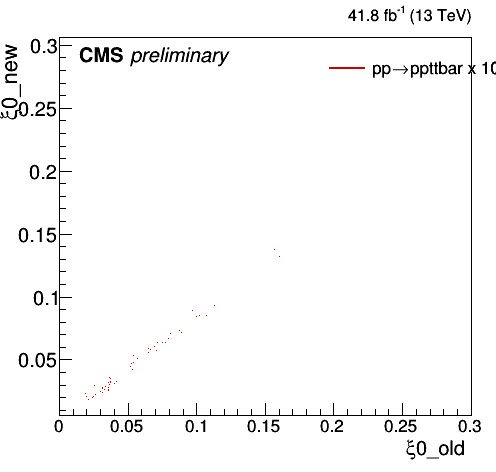 41.8 fb-1 (13 TeV)
CMS preliminary
pp→ppttbar x 10
ξ0_new
0.3
0.25
0.2
0.15
0.1
0.05
0 0.05 0.1 0.15 0.2 0.25 0.3
ξ0_old